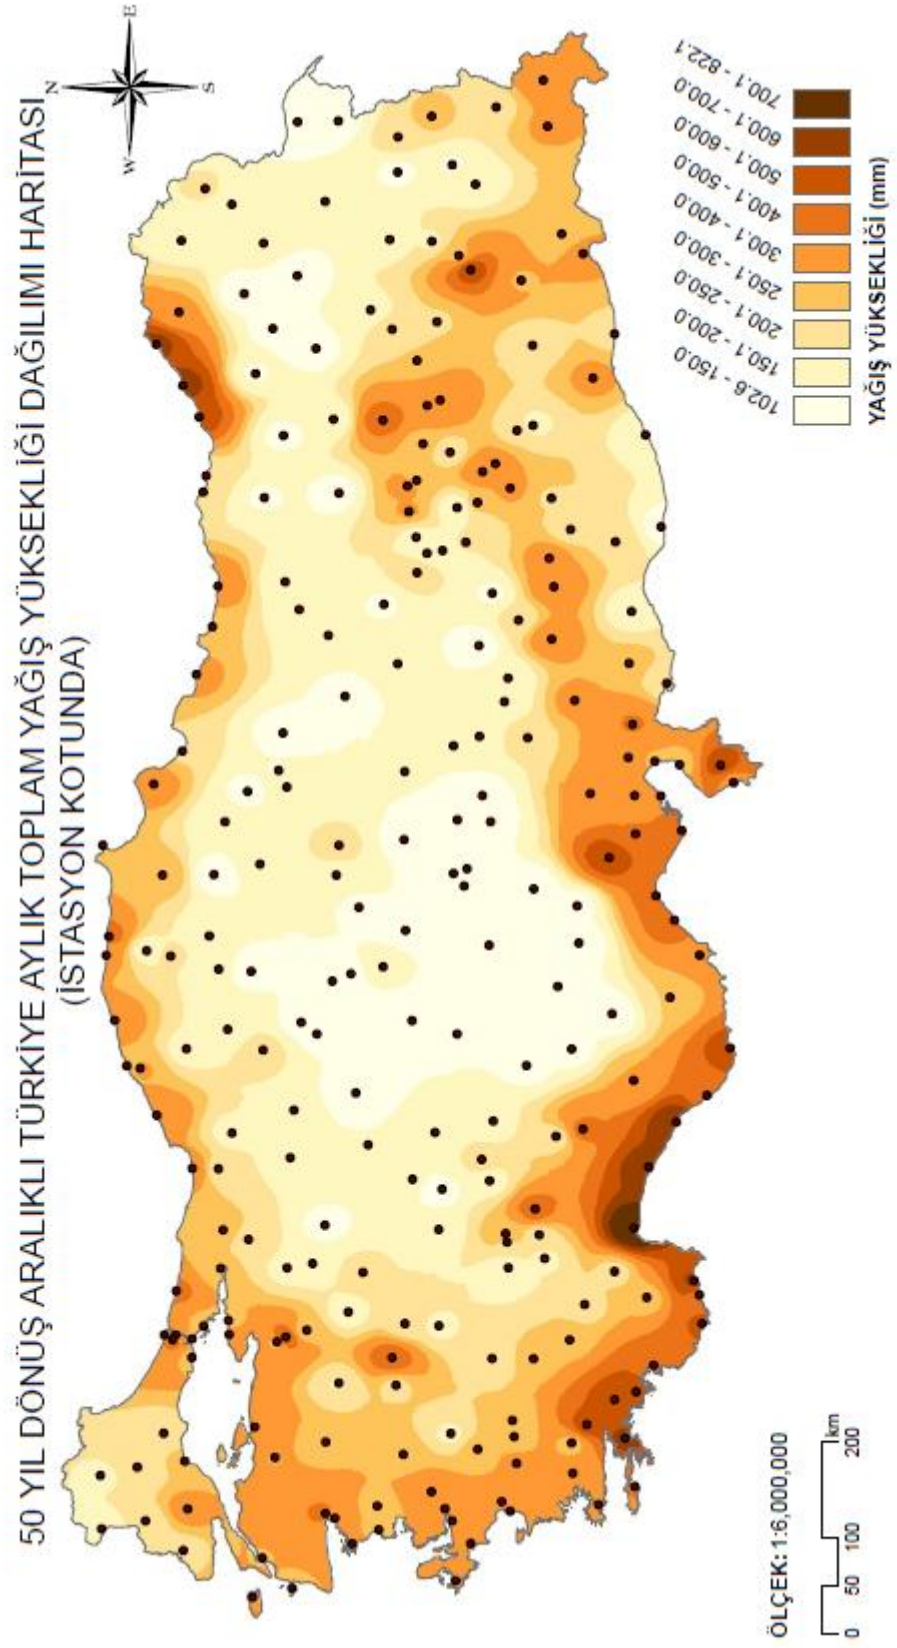 50 YIL DÖNÜŞ ARALIKLI TÜRKİYE AYLIK TOPLAM YAĞIŞ YÜKSEKLİĞİ DAĞILIMI HARİTASI
(İSTASYON KOTUNDA)
N
W
E
S
ÖLÇEK: 1:6,000,000
km
0
50
100
200
102.6 - 150.0
150.1 - 200.0
200.1 - 250.0
250.1 - 300.0
300.1 - 400.0
400.1 - 500.0
500.1 - 600.0
600.1 - 700.0
700.1 - 822.1
YAĞIŞ YÜKSEKLİĞİ (mm)